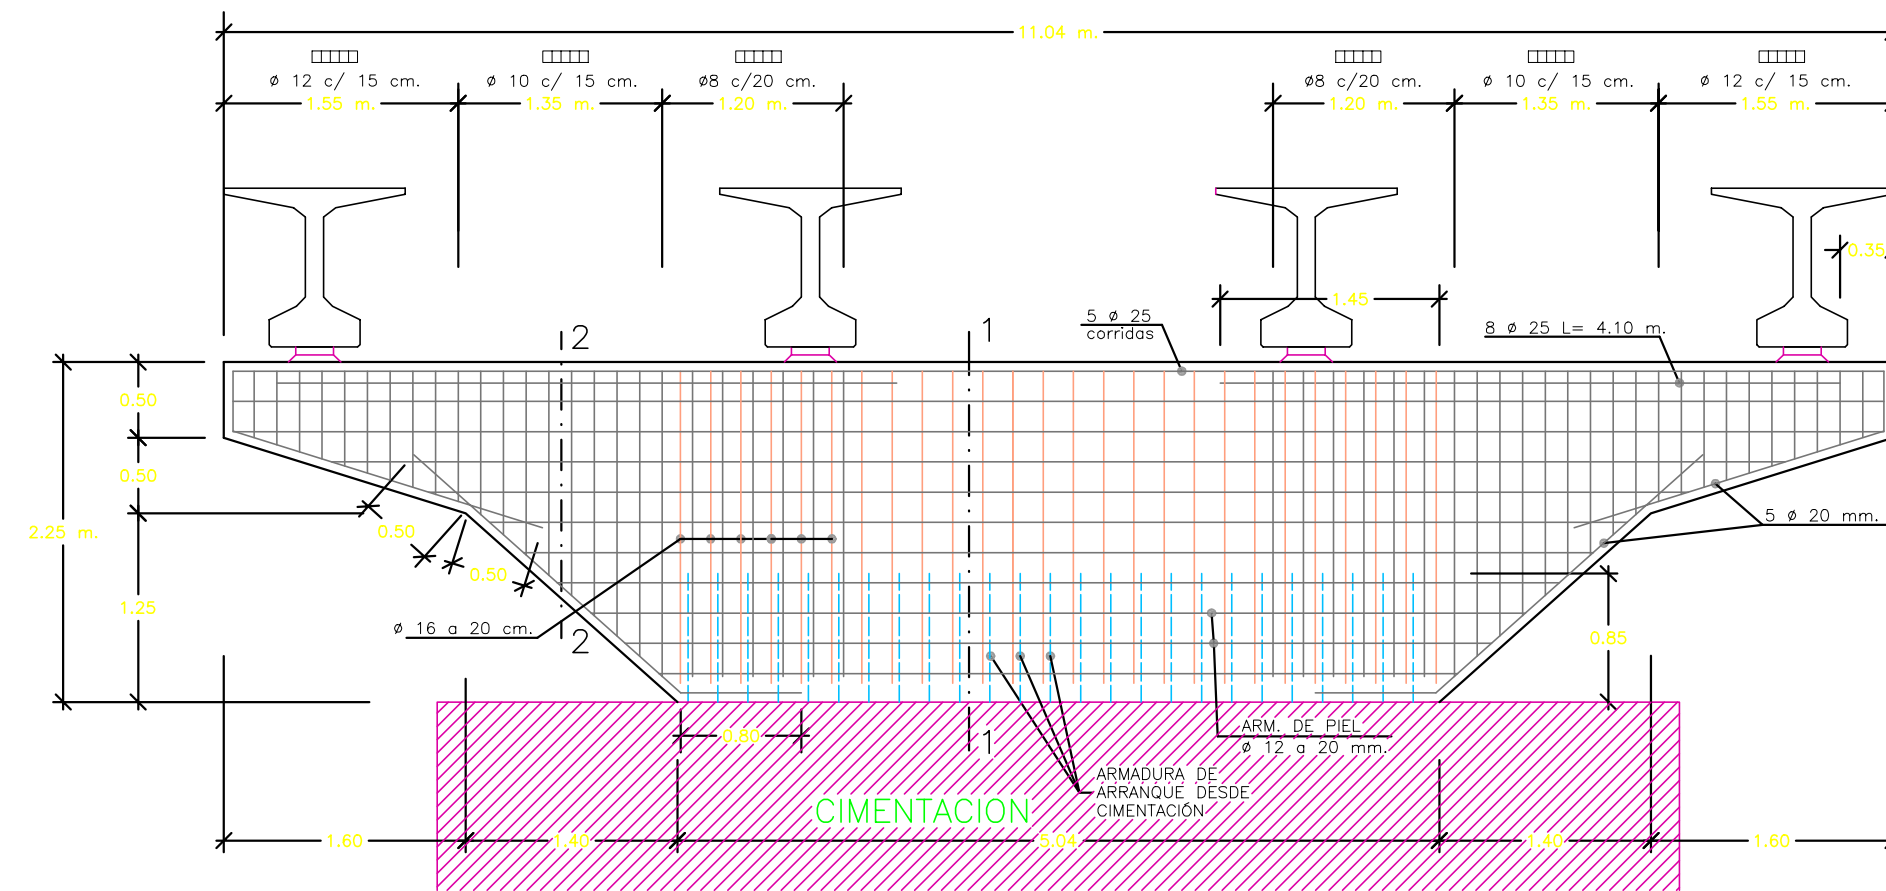 11.04 m.
ø 12 c/ 15 cm.
ø 10 c/ 15 cm.
ø8 c/20 cm.
ø8 c/20 cm.
ø 10 c/ 15 cm.
ø 12 c/ 15 cm.
1.55 m.
1.35 m.
1.20 m.
1.20 m.
1.35 m.
1.55 m.
0.35
1.45
5 ø 25
corridas
8 ø 25 L= 4.10 m.
2
1
0.50
0.50
2.25 m.
0.50
0.50
5 ø 20 mm.
1.25
ø 16 a 20 cm.
2
0.85
0.80
1
ARM. DE PIEL
ø 12 a 20 mm.
ARMADURA DE
ARRANQUE DESDE
CIMENTACIÓN
CIMENTACION
1.60
1.40
5.04
1.40
1.60